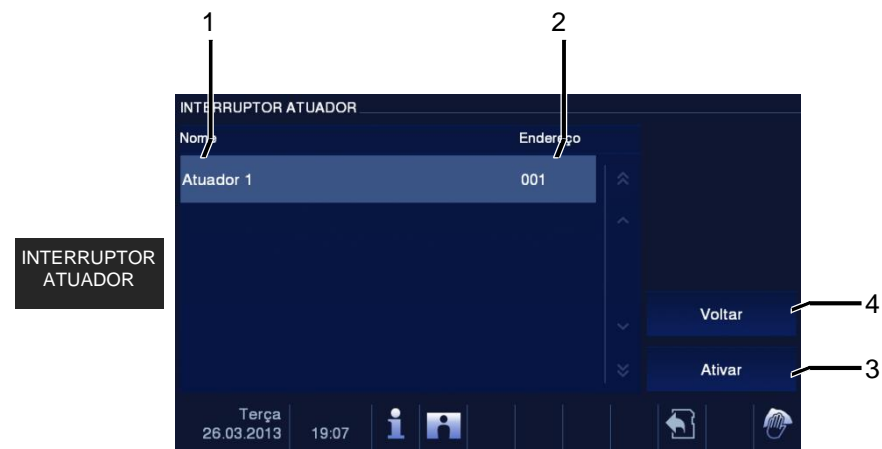 1 2
INTERRUPTOR ATUADOR
Nome Endereço
Atuador 1 001
INTERRUPTOR
ATUADOR
Voltar 4
Ativar 3
Terça
26.03.2013 19:07